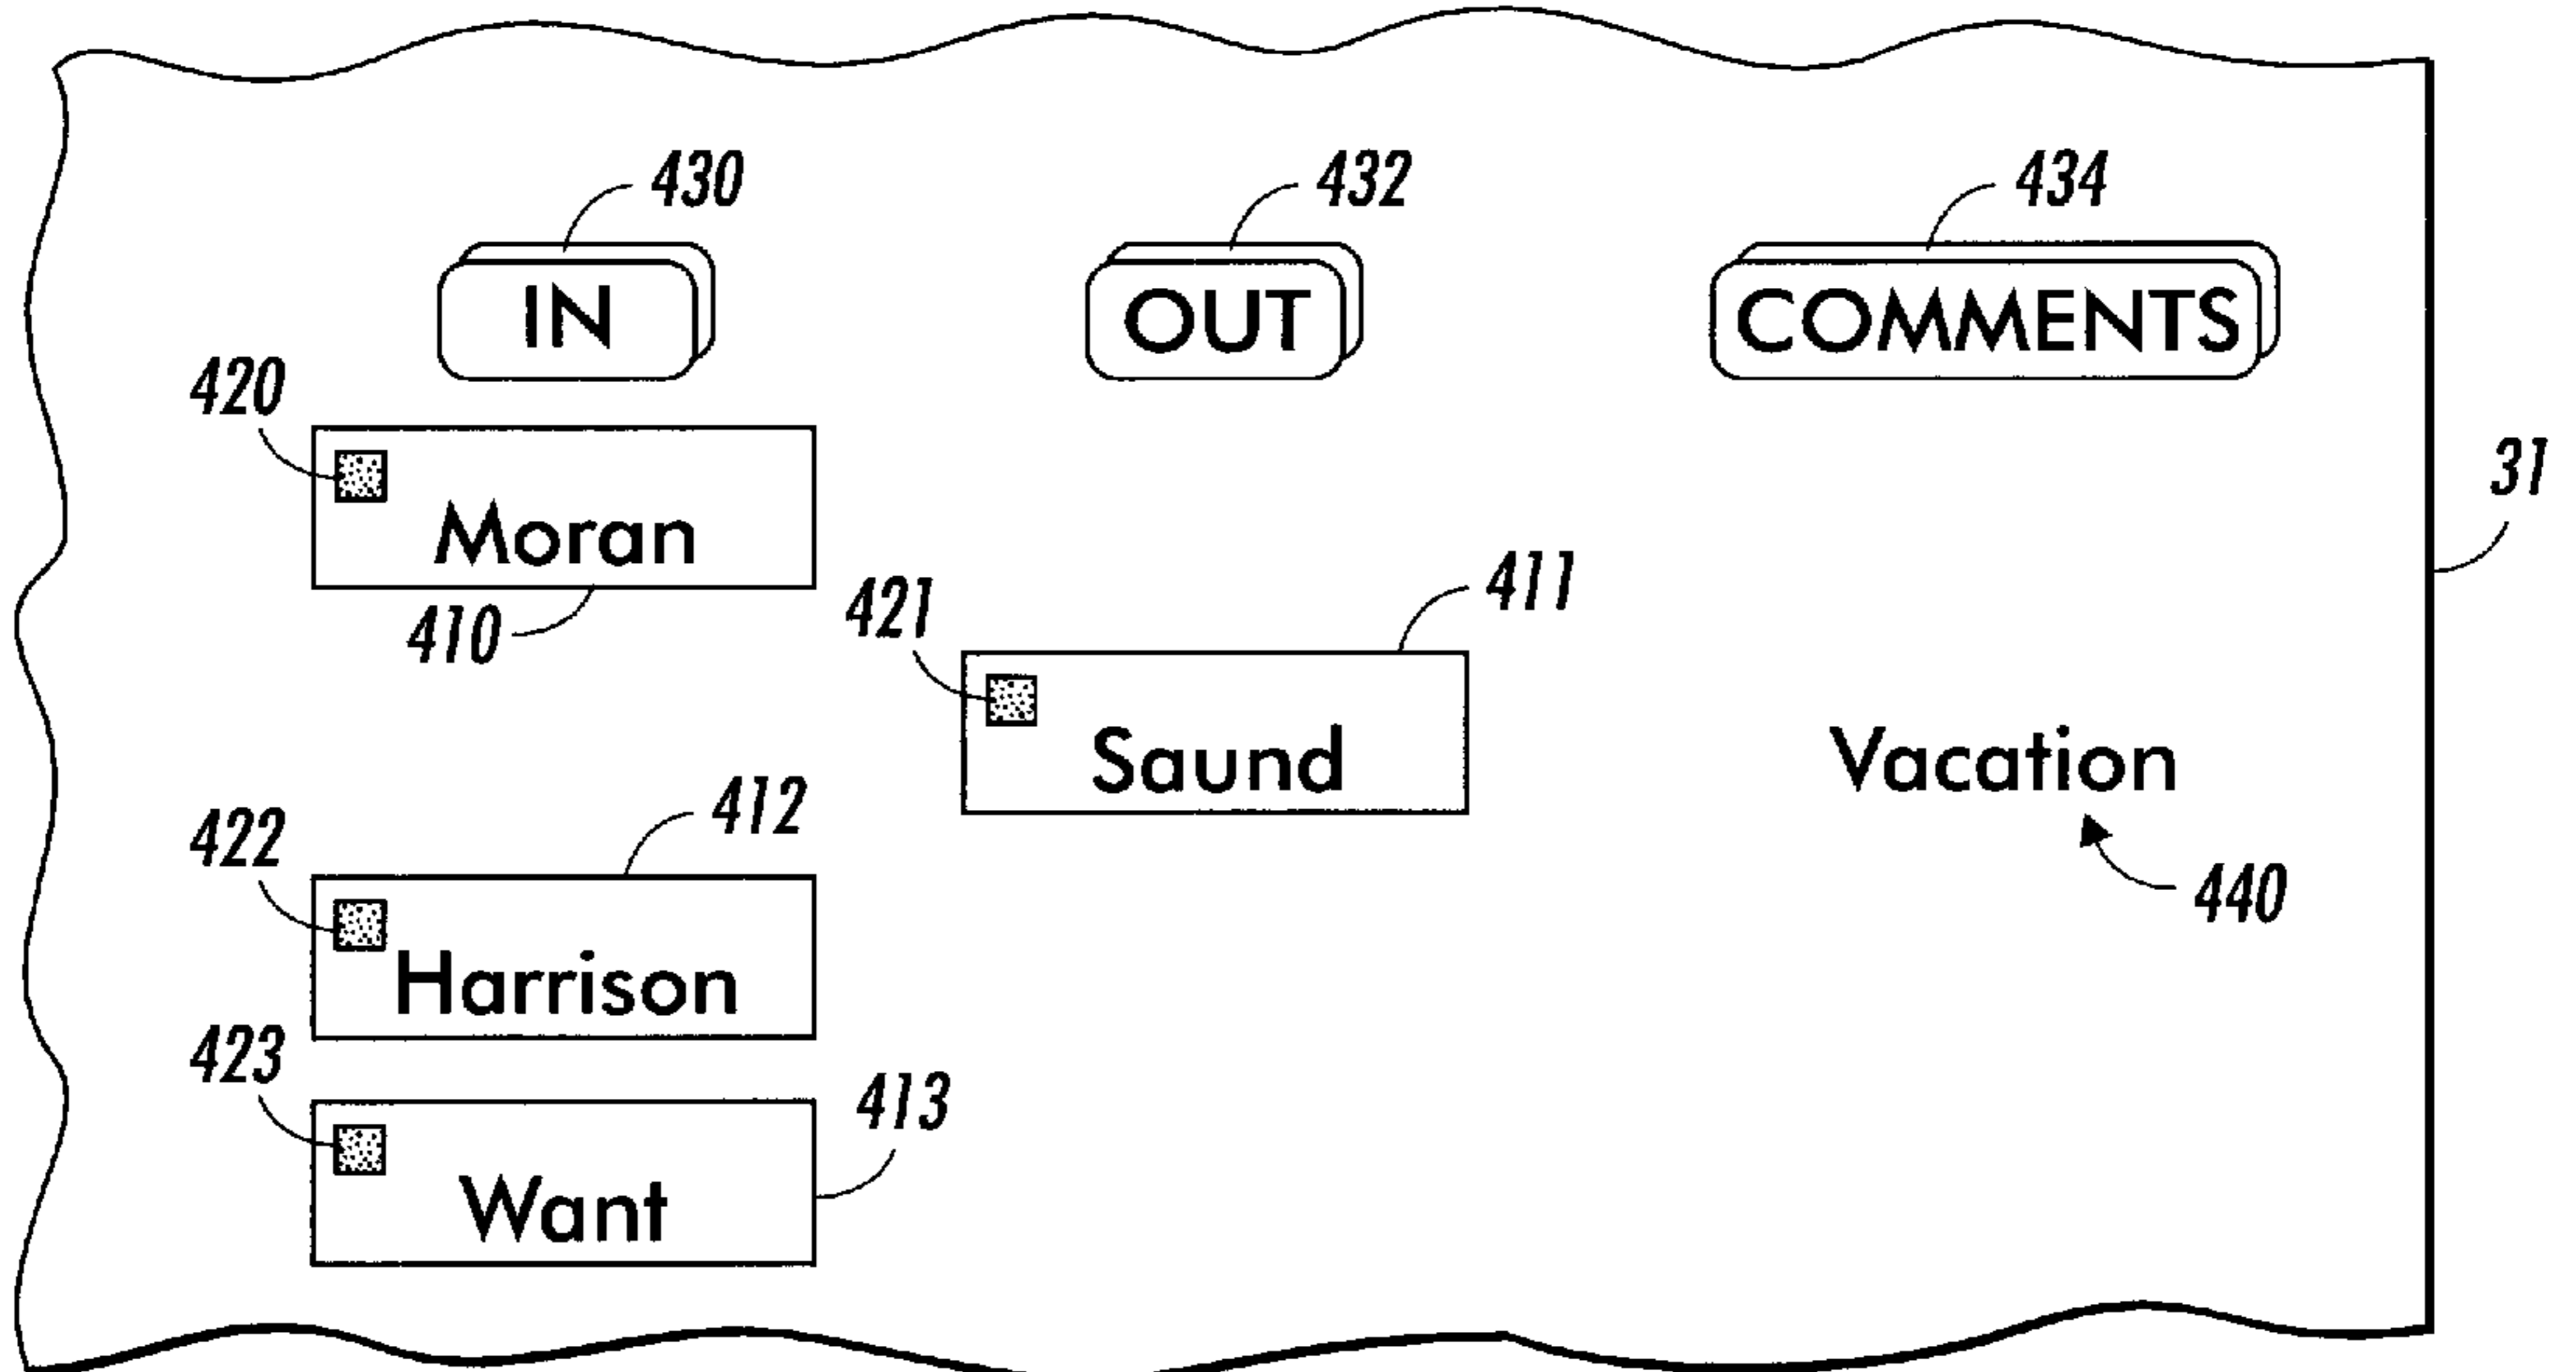 430 432 434
IN OUT COMMENTS
420
Moran
31
410
421 411
Saund Vacation
422 412
440
Harrison
423 413
Want